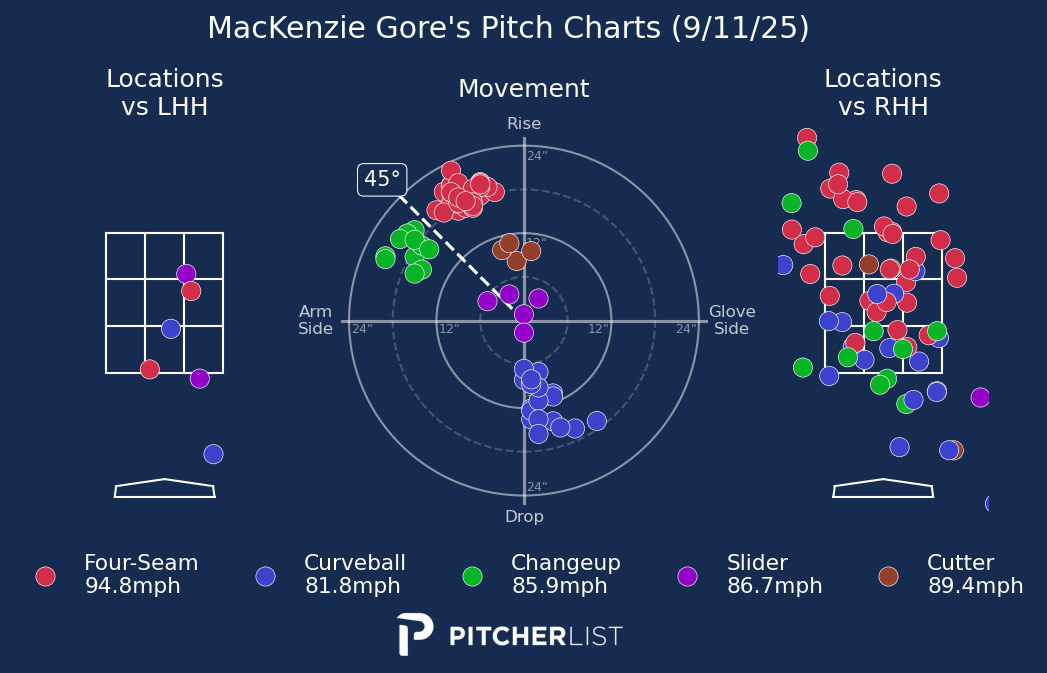 MacKenzie Gore's Pitch Charts (9/11/25)
Locations
vs LHH
Movement
Locations
vs RHH
Rise
24"
45°
12"
Arm
Side
24"
12"
12"
24"
Glove
Side
24"
Drop
Four-Seam
94.8mph
Curveball
81.8mph
Changeup
85.9mph
Slider
86.7mph
Cutter
89.4mph
PITCHERLIST